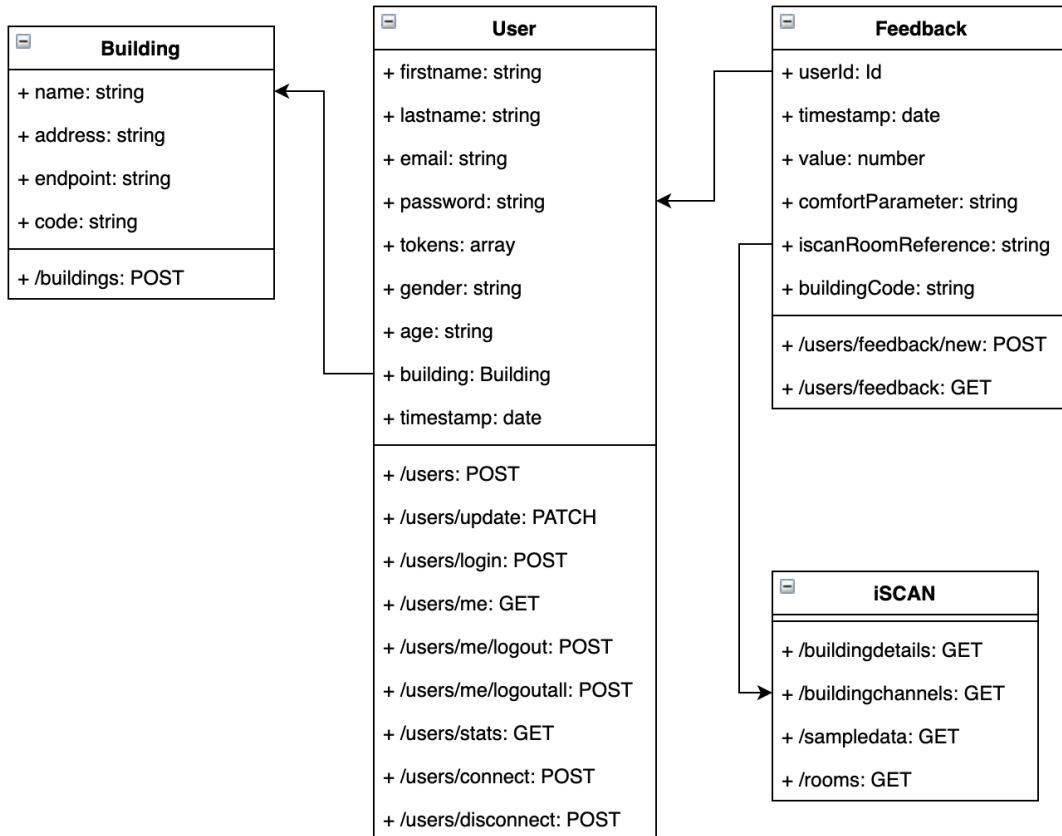 Building
+ name: string
+ address: string
+ endpoint: string
+ code: string
+ /buildings: POST
User
+ firstname: string
+ lastname: string
+ email: string
+ password: string
+ tokens: array
+ gender: string
+ age: string
+ building: Building
+ timestamp: date
+ /users: POST
+ /users/update: PATCH
+ /users/login: POST
+ /users/me: GET
+ /users/me/logout: POST
+ /users/me/logoutall: POST
+ /users/stats: GET
+ /users/connect: POST
+ /users/disconnect: POST
Feedback
+ userId: Id
+ timestamp: date
+ value: number
+ comfortParameter: string
+ iscanRoomReference: string
+ buildingCode: string
+ /users/feedback/new: POST
+ /users/feedback: GET
iSCAN
+ /buildingdetails: GET
+ /buildingchannels: GET
+ /sampledata: GET
+ /rooms: GET